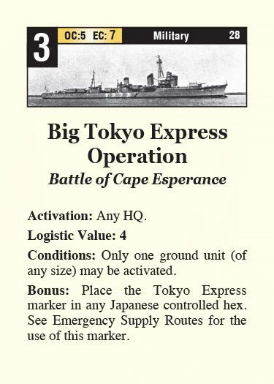 3 OC:5 EC: 7 Military 28
Big Tokyo Express
Operation
Battle of Cape Esperance
Activation: Any HQ.
Logistic Value: 4
Conditions: Only one ground unit (of
any size) may be activated.
Bonus: Place the Tokyo Express
marker in any Japanese controlled hex.
See Emergency Supply Routes for the
use of this marker.